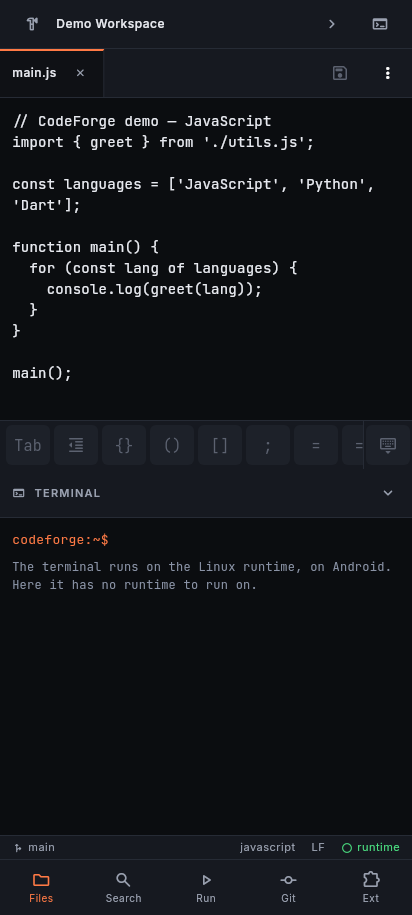 Demo Workspace
main.js
// CodeForge demo — JavaScript
import { greet } from './utils.js';
const languages = ['JavaScript', 'Python',
'Dart'];
function main() {
for (const lang of languages) {
console.log(greet(lang));
}
}
main();
Tab {} () [] ; = =
TERMINAL
codeforge:~$
The terminal runs on the Linux runtime, on Android.
Here it has no runtime to run on.
main javascript LF runtime
Files Search Run Git Ext